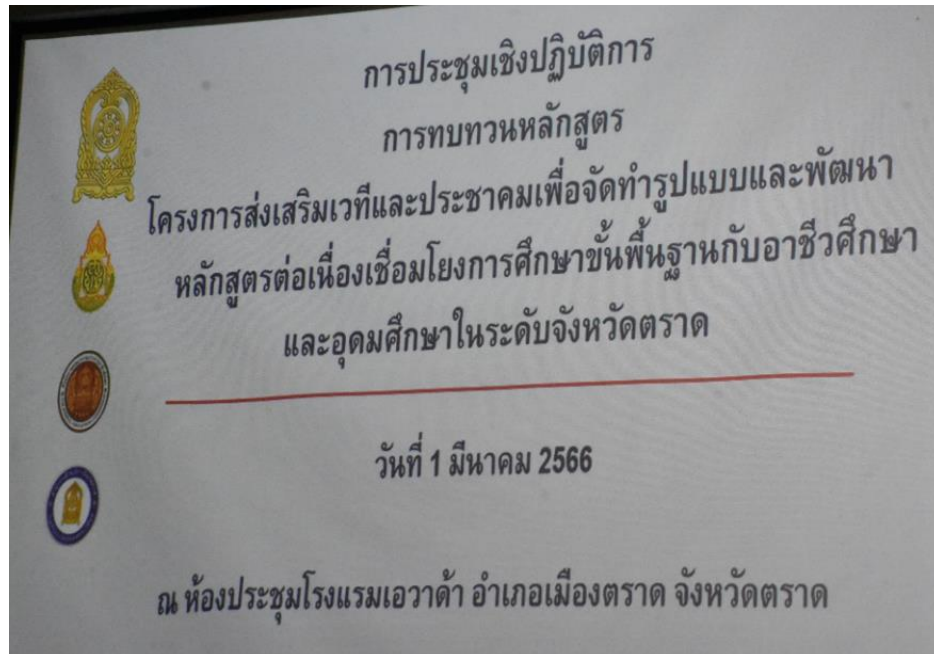 การประชุมเชิงปฏิบัติการ
การทบทวนหลักสูตร
โครงการส่งเสริมเวทีและประชาคมเพื่อจัดทำรูปแบบและพัฒนา
หลักสูตรต่อเนื่องเชื่อมโยงการศึกษาขั้นพื้นฐานกับอาชีวศึกษา
และอุดมศึกษาในระดับจังหวัดตราด
วันที่ 1 มีนาคม 2566
ณ ห้องประชุมโรงแรมเอวาด้า อำเภอเมืองตราด จังหวัดตราด